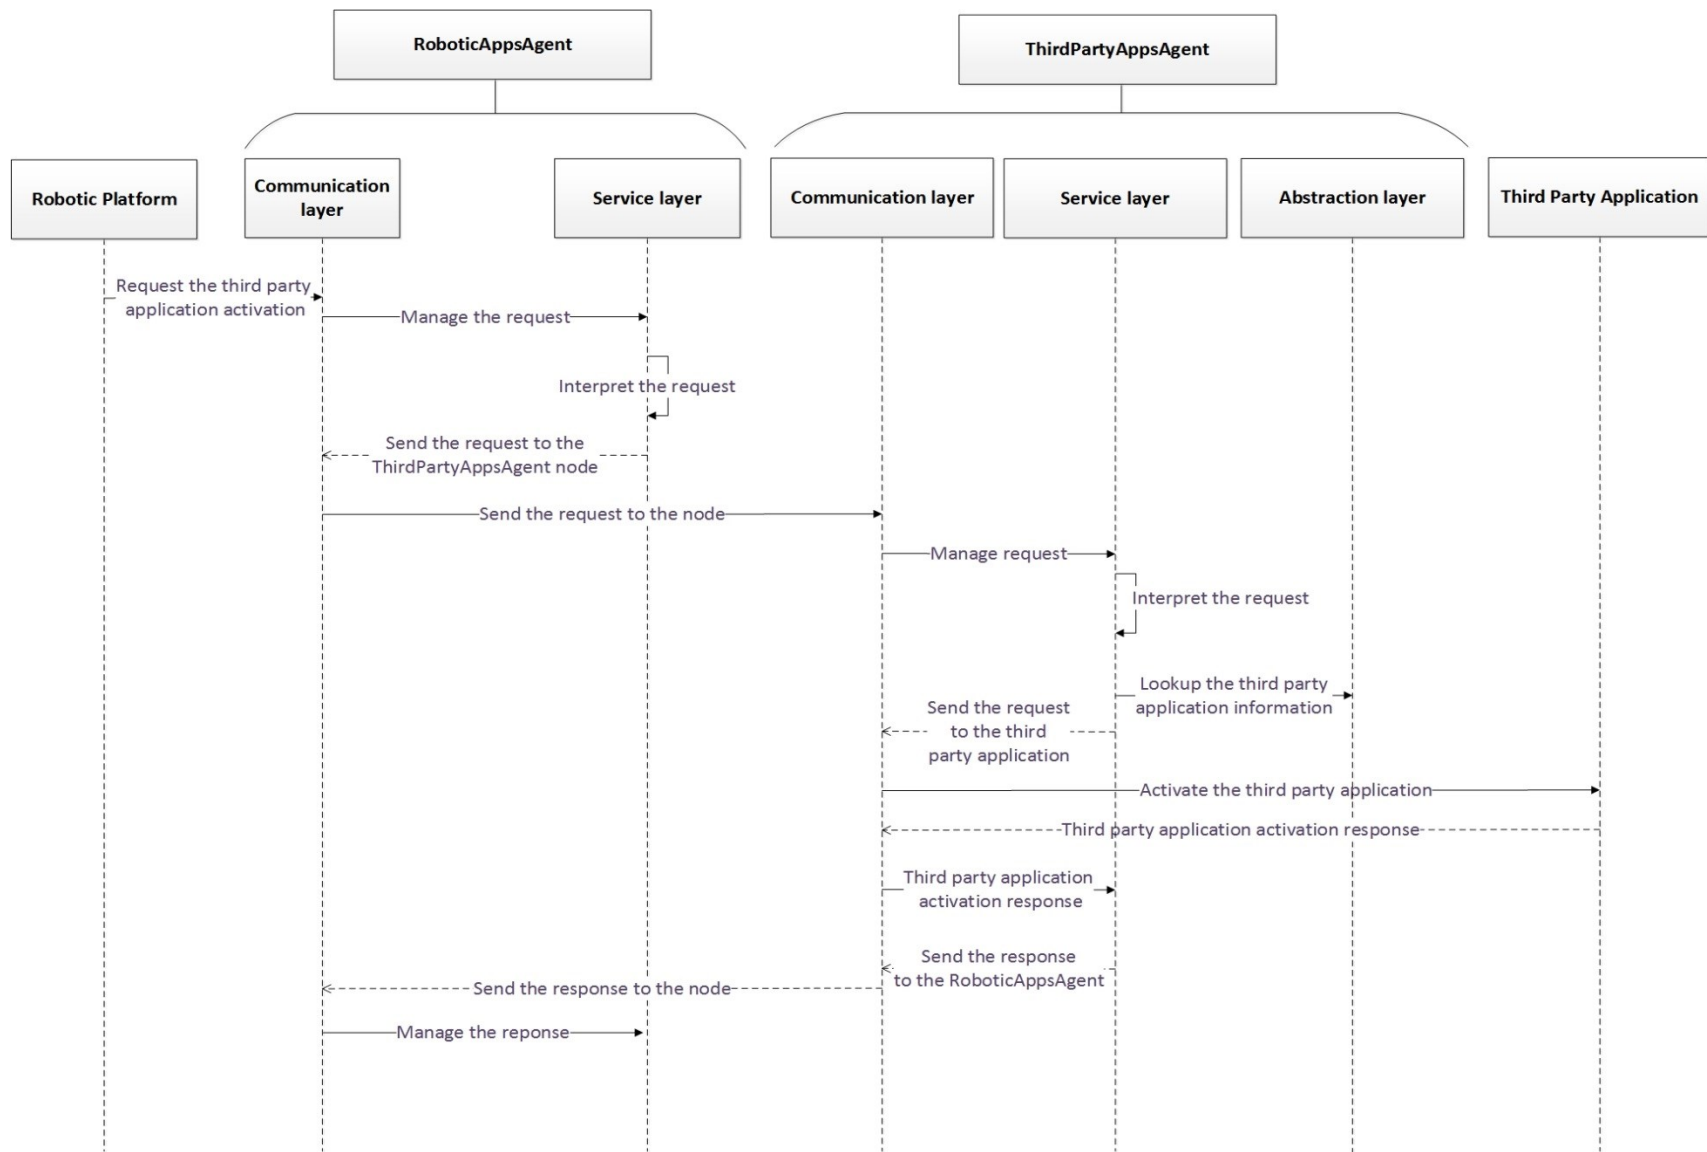 RoboticAppsAgent
ThirdPartyAppsAgent
Robotic Platform
Communication
layer
Service layer
Communication layer
Service layer
Abstraction layer
Third Party Application
Request the third party
application activation
Manage the request
Interpret the request
Send the request to the
ThirdPartyAppsAgent node
Send the request to the node
Manage request
Interpret the request
Lookup the third party
application information
Send the request
to the third
party application
Activate the third party application
Third party application activation response
Third party application
activation response
Send the response
to the RoboticAppsAgent
Send the response to the node
Manage the reponse